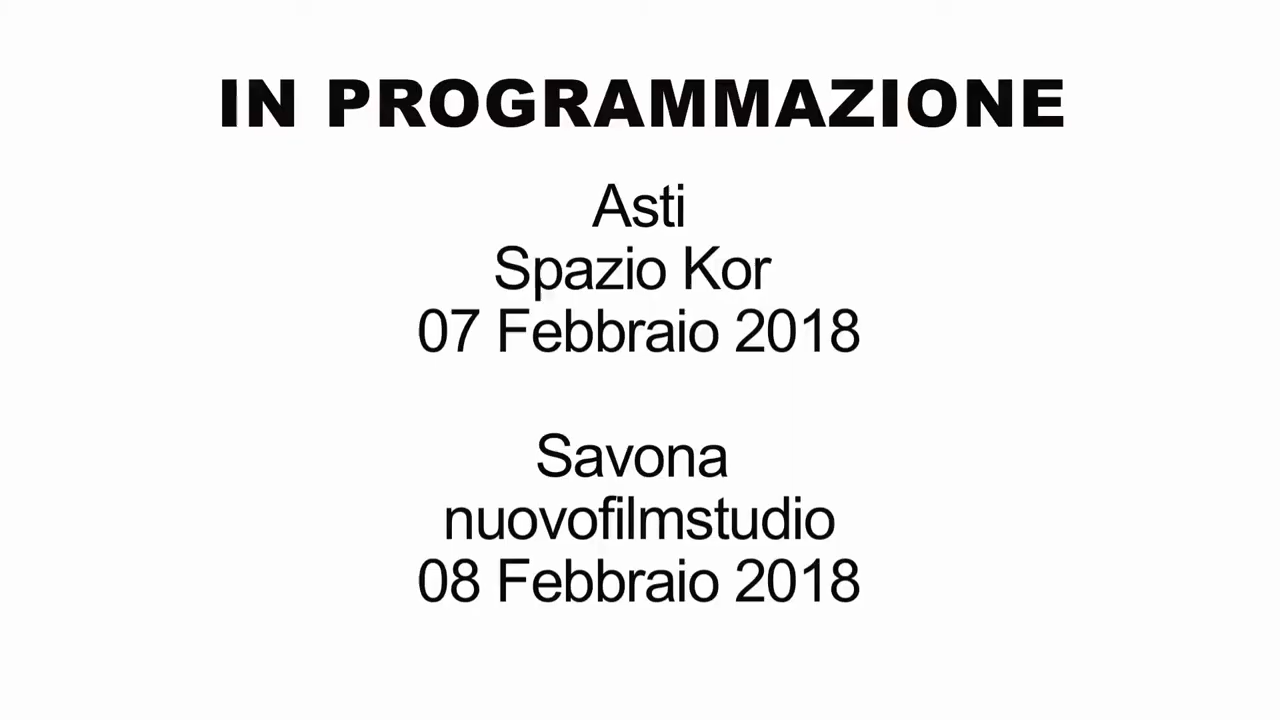 IN PROGRAMMAZIONE
Asti
Spazio Kor
07 Febbraio 2018
Savona
nuovofilmstudio
08 Febbraio 2018